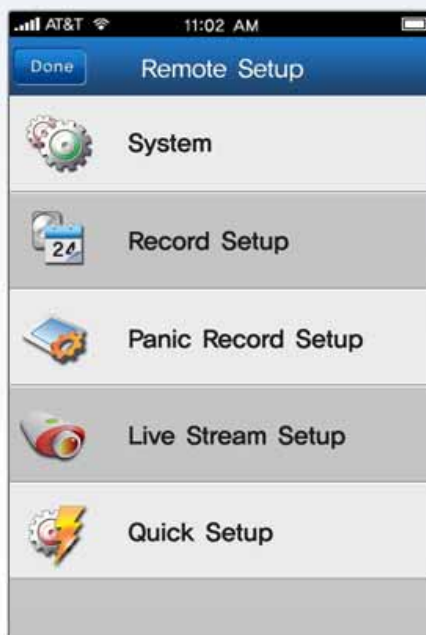 AT&T 11:02 AM
Done Remote Setup
System
24
Record Setup
Panic Record Setup
Live Stream Setup
Quick Setup